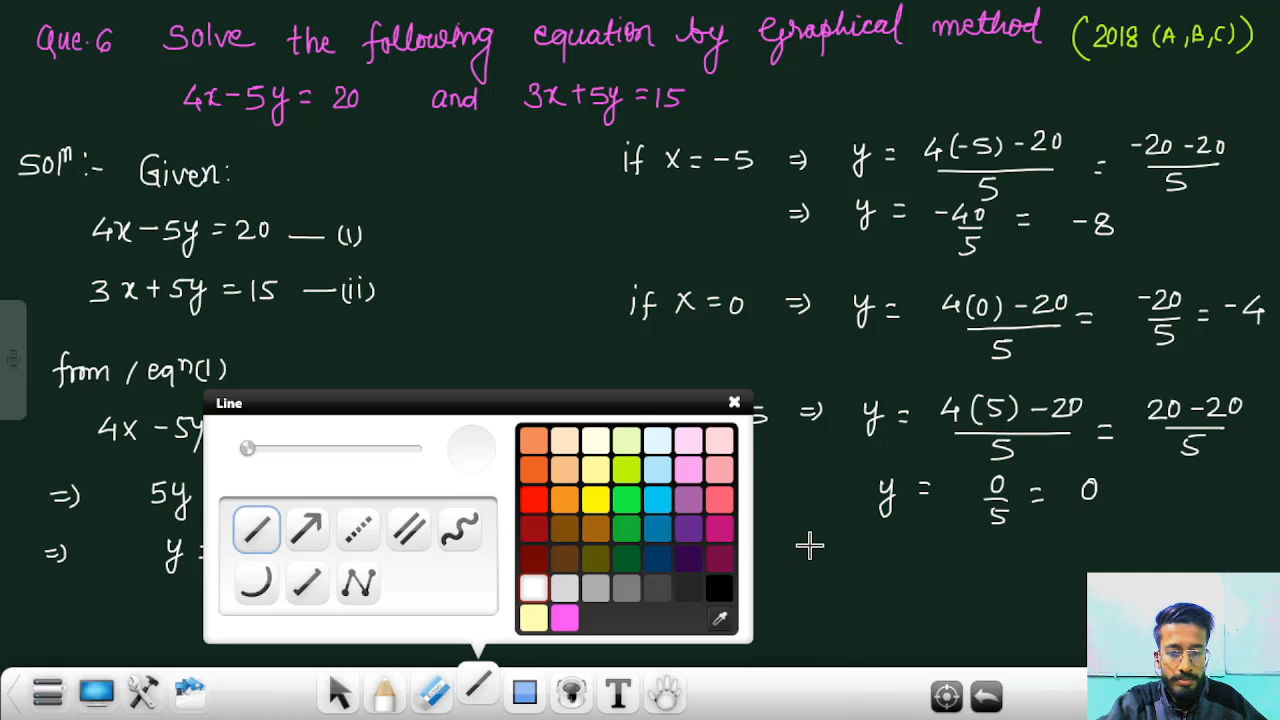 Que. 6 Solve the following equation by Graphical method (2018 (A,B,C))
4x-5y = 20 and 3x+5y = 15
Solⁿ :- Given:
4x-5y = 20 — (i)
3x+5y = 15 — (ii)
from / eqⁿ(i)
4x -5y
⇒ 5y
⇒ y =
if x = -5 ⇒ y = 4(-5) -20 / 5 = -20 -20 / 5
⇒ y = -40/5 = -8
if x = 0 ⇒ y = 4(0) -20 / 5 = -20/5 = -4
5 ⇒ y = 4(5) -20 / 5 = 20 -20 / 5
y = 0/5 = 0
Line
T